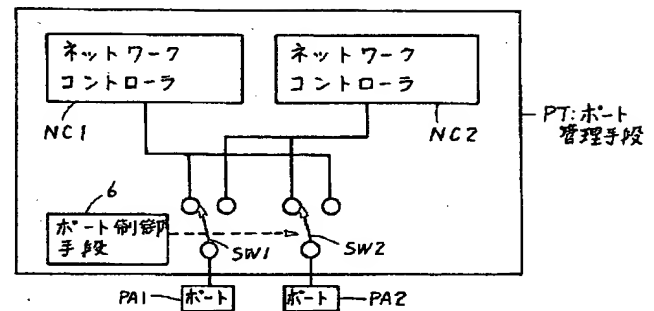 ネットワーク
コントローラ
ネットワーク
コントローラ
NC1
NC2
PT:ポート
管理手段
6
ポート制御
手段
SW1
SW2
PA1
ポート
ポート
PA2